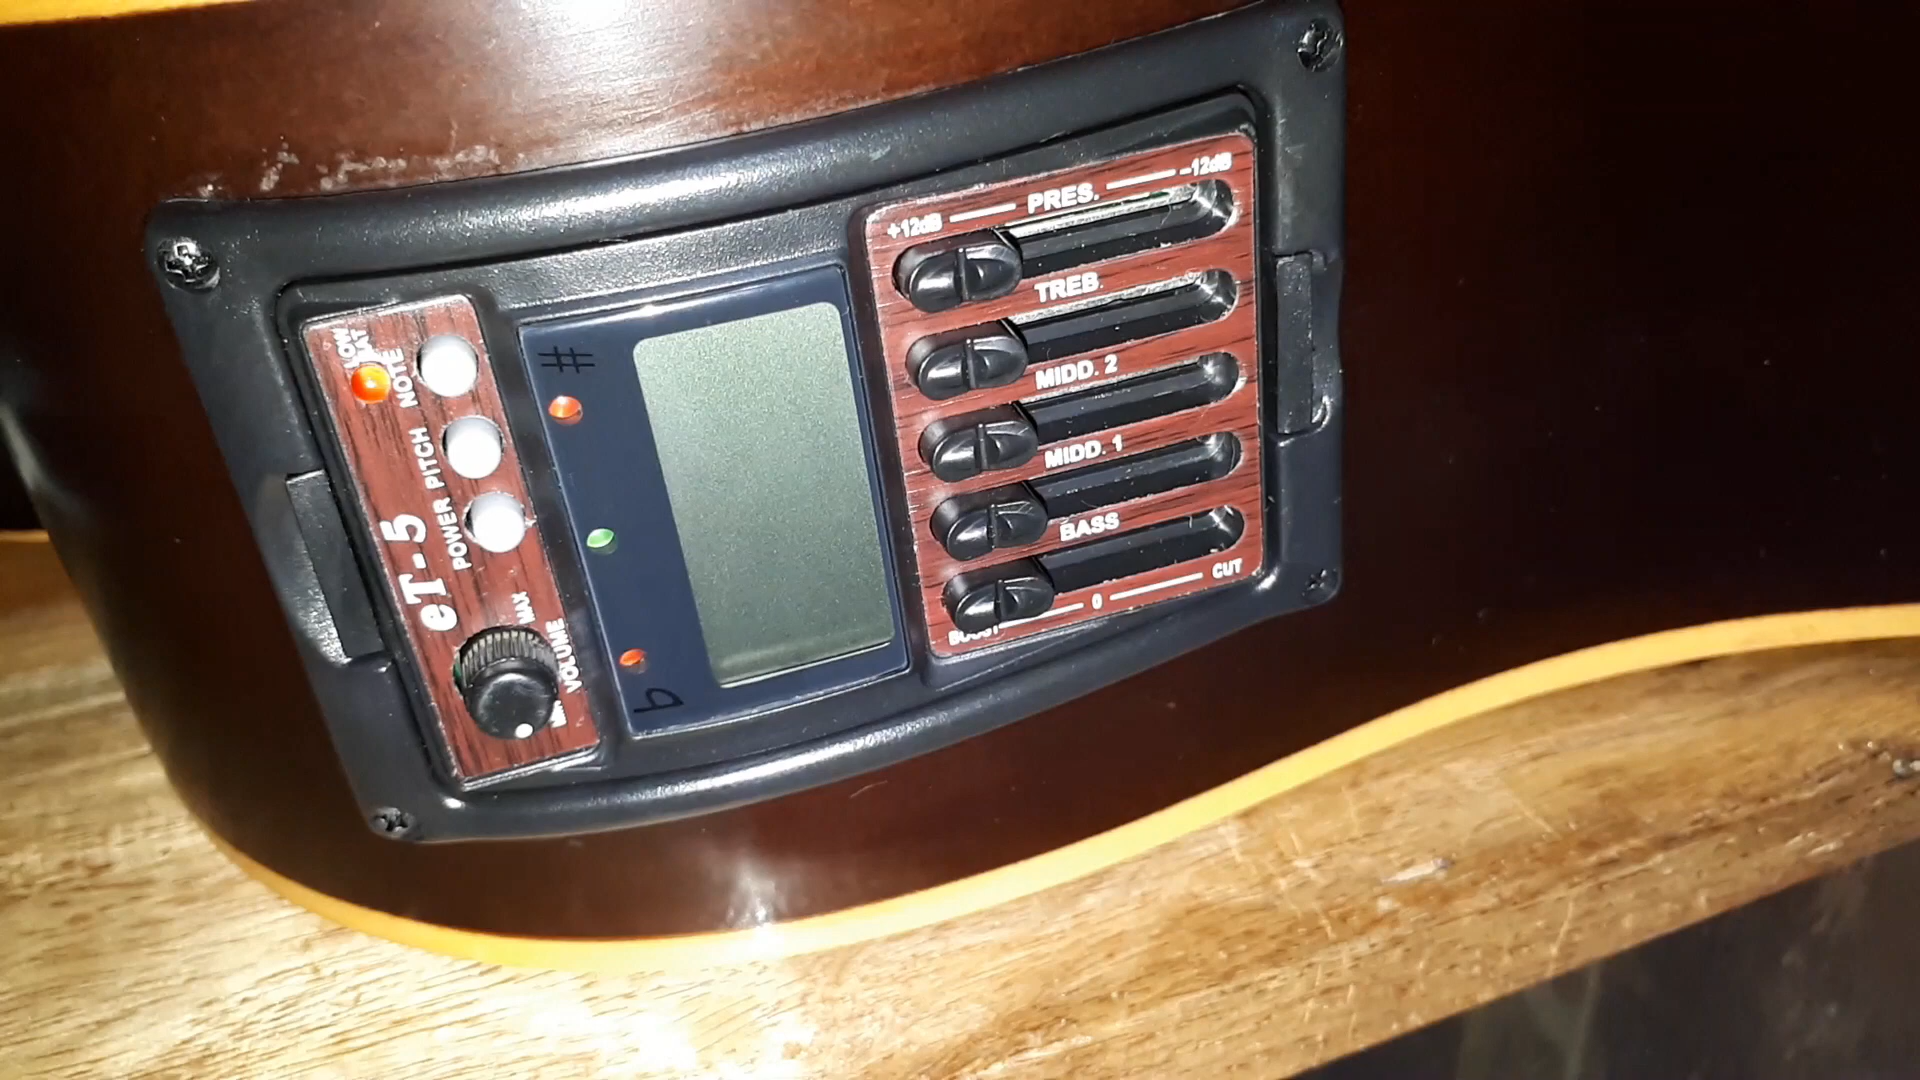 LOW
BAT
NOTE
PITCH
POWER
eT-5
MAX
VOLUME
#
b
+12dB
PRES.
-12dB
TREB.
MIDD. 2
MIDD. 1
BASS
BOOST
0
CUT